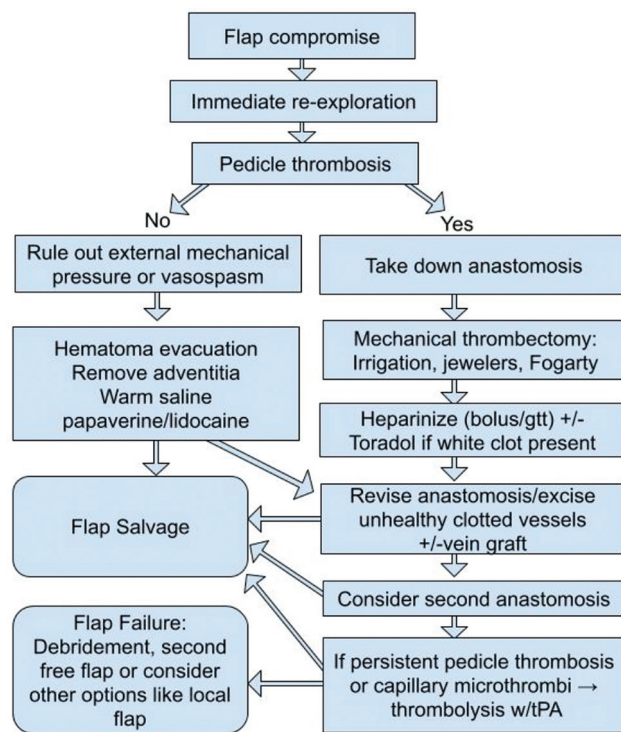 Flap compromise
Immediate re-exploration
Pedicle thrombosis
No
Yes
Rule out external mechanical
pressure or vasospasm
Take down anastomosis
Hematoma evacuation
Remove adventitia
Warm saline
papaverine/lidocaine
Mechanical thrombectomy:
Irrigation, jewelers, Fogarty
Heparinize (bolus/gtt) +/-
Toradol if white clot present
Flap Salvage
Revise anastomosis/excise
unhealthy clotted vessels
+/-vein graft
Consider second anastomosis
Flap Failure:
Debridement, second
free flap or consider
other options like local
flap
If persistent pedicle thrombosis
or capillary microthrombi →
thrombolysis w/tPA